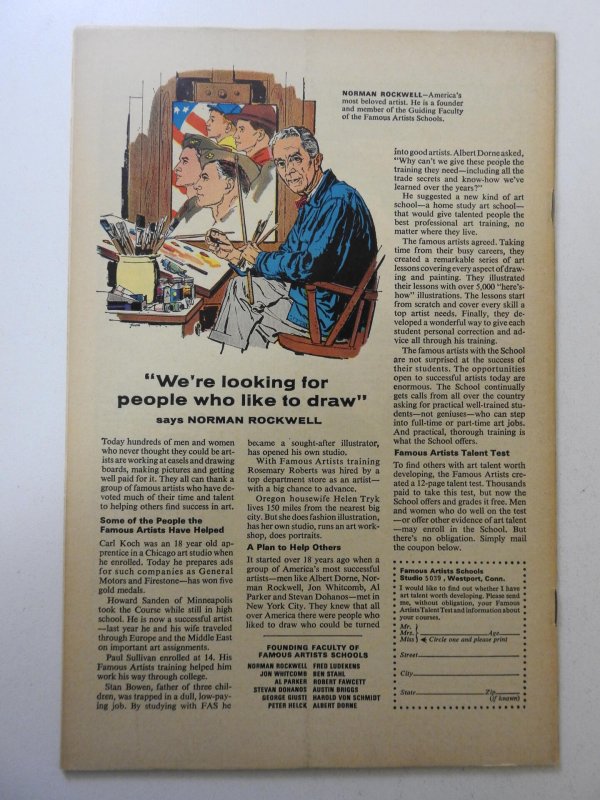 NORMAN ROCKWELL—America's
most beloved artist. He is a founder
and member of the Guiding Faculty
of the Famous Artists Schools.
"We're looking for
people who like to draw"
says NORMAN ROCKWELL
Today hundreds of men and women
who never thought they could be art-
ists are working at easels and drawing
boards, making pictures and getting
well paid for it. They all can thank a
group of famous artists who have de-
voted much of their time and talent
to helping others find success in art.
Some of the People the
Famous Artists Have Helped
Carl Koch was an 18 year old ap-
prentice in a Chicago art studio when
he enrolled. Today he prepares ads
for such companies as General
Motors and Firestone—has won five
gold medals.
Howard Sanden of Minneapolis
took the Course while still in high
school. He is now a successful artist
—last year he and his wife traveled
through Europe and the Middle East
on important art assignments.
Paul Sullivan enrolled at 14. His
Famous Artists training helped him
work his way through college.
Stan Bowen, father of three chil-
dren, was trapped in a dull, low-pay-
ing job. By studying with FAS he
became a sought-after illustrator,
has opened his own studio.
With Famous Artists training
Rosemary Roberts was hired by a
top department store as an artist—
with a big chance to advance.
Oregon housewife Helen Tryk
lives 150 miles from the nearest big
city. But she does fashion illustration,
has her own studio, runs an art work-
shop, does portraits.
A Plan to Help Others
It started over 18 years ago when a
group of America's most successful
artists—men like Albert Dorne, Nor-
man Rockwell, Jon Whitcomb, Al
Parker and Stevan Dohanos—met in
New York City. They knew that all
over America there were people who
liked to draw who could be turned
FOUNDING FACULTY OF
FAMOUS ARTISTS SCHOOLS
NORMAN ROCKWELL FRED LUDEKENS
JON WHITCOMB BEN STAHL
AL PARKER ROBERT FAWCETT
STEVAN DOHANOS AUSTIN BRIGGS
GEORGE GIUSTI HAROLD VON SCHMIDT
PETER HELCK ALBERT DORNE
into good artists. Albert Dorne asked,
"Why can't we give these people the
training they need—including all the
trade secrets and know-how we've
learned over the years?"
He suggested a new kind of art
school—a home study art school—
that would give talented people the
best professional art training, no
matter where they live.
The famous artists agreed. Taking
time from their busy careers, they
created a remarkable series of art
lessons covering every aspect of draw-
ing and painting. They illustrated
their lessons with over 5,000 "here's-
how" illustrations. The lessons start
from scratch and cover every skill a
top artist needs. Finally, they de-
veloped a wonderful way to give each
student personal correction and ad-
vice all through his training.
The famous artists with the School
are not surprised at the success of
their students. The opportunities
open to successful artists today are
enormous. The School continually
gets calls from all over the country
asking for practical well-trained stu-
dents—not geniuses—who can step
into full-time or part-time art jobs.
And practical, thorough training is
what the School offers.
Famous Artists Talent Test
To find others with art talent worth
developing, the Famous Artists cre-
ated a 12-page talent test. Thousands
paid to take this test, but now the
School offers and grades it free. Men
and women who do well on the test
—or offer other evidence of art talent
—may enroll in the School. But
there's no obligation. Simply mail
the coupon below.
Famous Artists Schools
Studio 5039, Westport, Conn.
I would like to find out whether I have
art talent worth developing. Please send
me, without obligation, your Famous
Artists Talent Test and information about
your courses.
Mr.
Mrs. Age
Miss Circle one and please print
Street
City
State Zip
(if known)